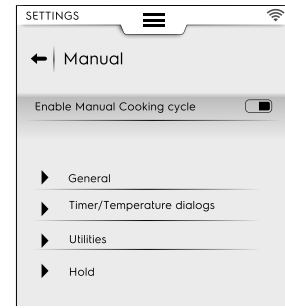 SETTINGS
Manual
Enable Manual Cooking cycle
General
Timer/Temperature dialogs
Utilities
Hold